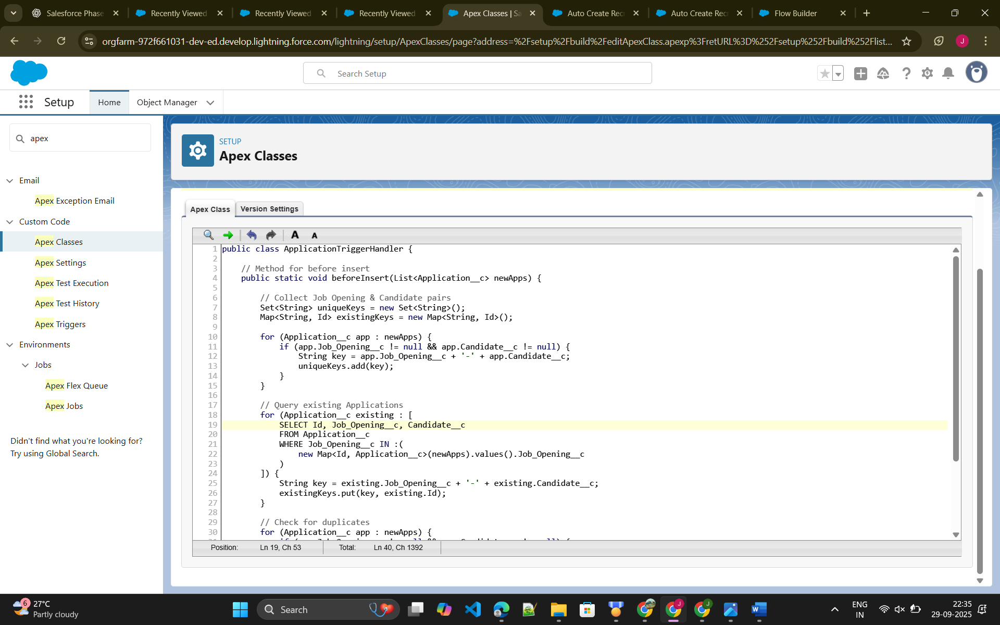 Salesforce Phase
Recently Viewed
Recently Viewed
Recently Viewed
Apex Classes | Sa
Auto Create Rec
Auto Create Rec
Flow Builder
orgfarm-972f661031-dev-ed.develop.lightning.force.com/lightning/setup/ApexClasses/page?address=%2Fsetup%2Fbuild%2FeditApexClass.apexp%3FretURL%3D%252Fsetup%252Fbuild%252Flist...
J
Search Setup
Setup
Home
Object Manager
apex
Email
Apex Exception Email
Custom Code
Apex Classes
Apex Settings
Apex Test Execution
Apex Test History
Apex Triggers
Environments
Jobs
Apex Flex Queue
Apex Jobs
Didn't find what you're looking for?
Try using Global Search.
SETUP
Apex Classes
Apex Class
Version Settings
A A
1 public class ApplicationTriggerHandler {
2
3 // Method for before insert
4 public static void beforeInsert(List<Application__c> newApps) {
5
6 // Collect Job Opening & Candidate pairs
7 Set<String> uniqueKeys = new Set<String>();
8 Map<String, Id> existingKeys = new Map<String, Id>();
9
10 for (Application__c app : newApps) {
11 if (app.Job_Opening__c != null && app.Candidate__c != null) {
12 String key = app.Job_Opening__c + '-' + app.Candidate__c;
13 uniqueKeys.add(key);
14 }
15 }
16
17 // Query existing Applications
18 for (Application__c existing : [
19 SELECT Id, Job_Opening__c, Candidate__c
20 FROM Application__c
21 WHERE Job_Opening__c IN :(
22 new Map<Id, Application__c>(newApps).values().Job_Opening__c
23 )
24 ]) {
25 String key = existing.Job_Opening__c + '-' + existing.Candidate__c;
26 existingKeys.put(key, existing.Id);
27 }
28
29 // Check for duplicates
30 for (Application__c app : newApps) {
Position: Ln 19, Ch 53 Total: Ln 40, Ch 1392
6
27°C
Partly cloudy
Search
J
J
W
ENG
IN
22:35
29-09-2025